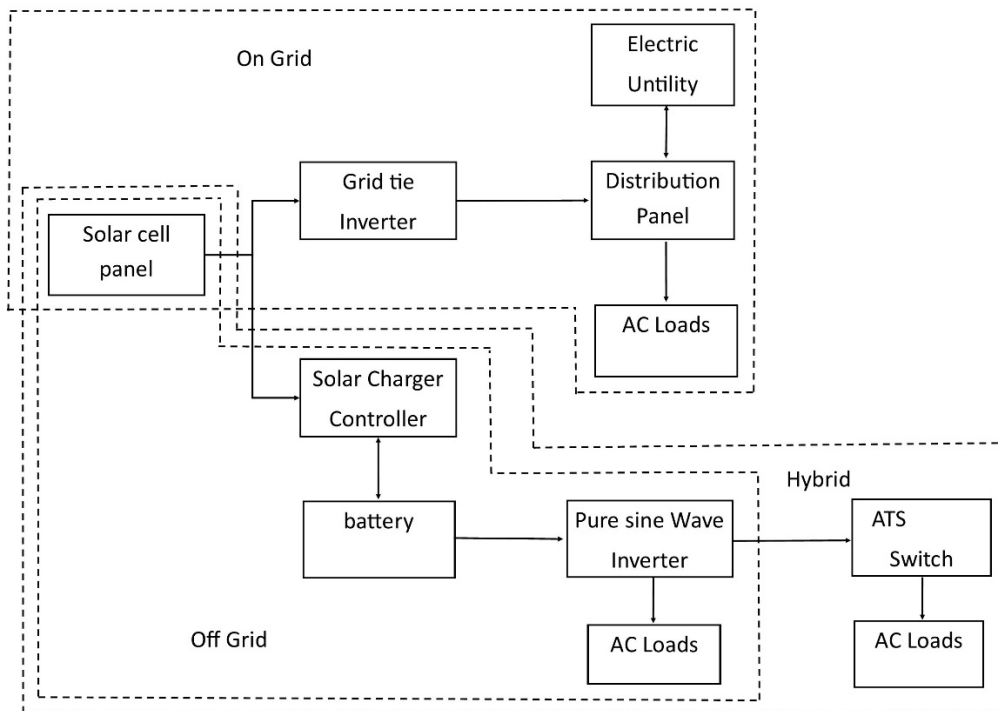 On Grid
Electric
Untility
Grid tie
Inverter
Distribution
Panel
Solar cell
panel
AC Loads
Solar Charger
Controller
Hybrid
battery
Pure sine Wave
Inverter
ATS
Switch
Off Grid
AC Loads
AC Loads